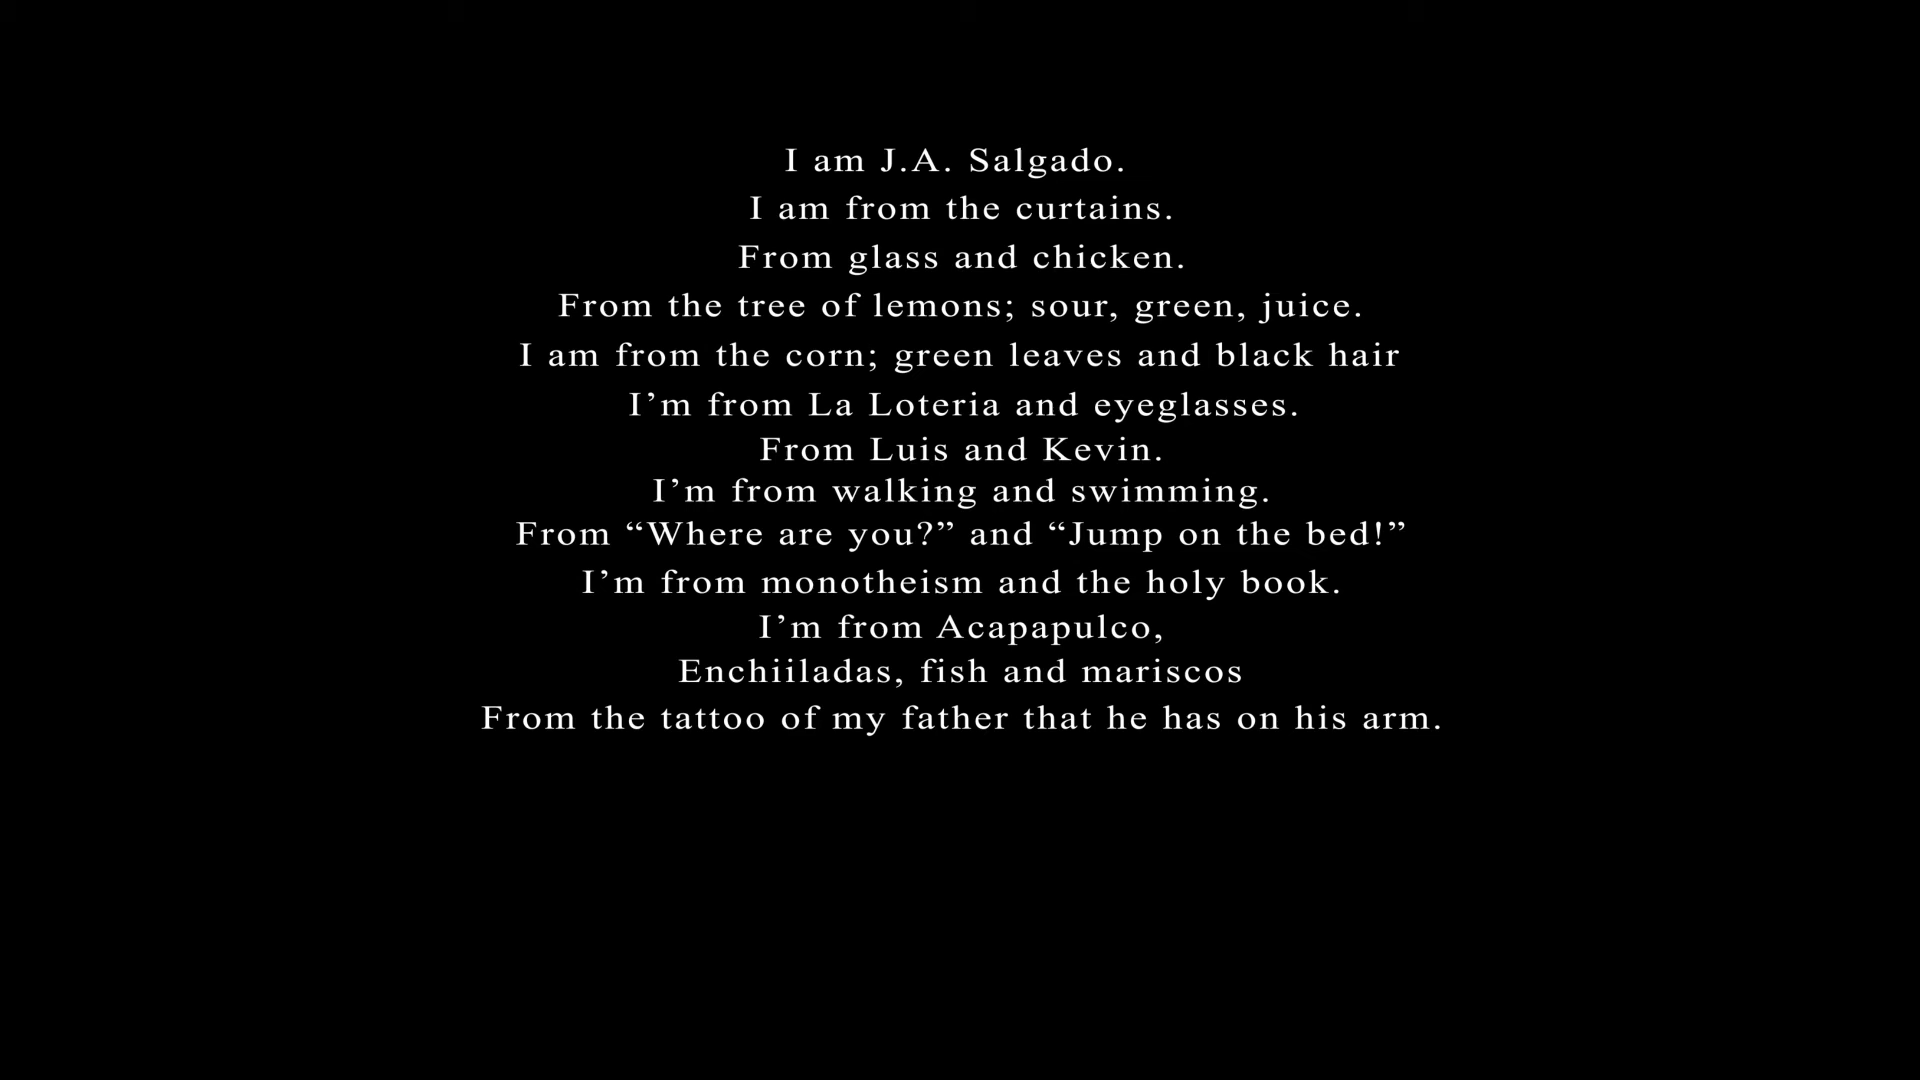 I am J.A. Salgado.
I am from the curtains.
From glass and chicken.
From the tree of lemons; sour, green, juice.
I am from the corn; green leaves and black hair
I’m from La Loteria and eyeglasses.
From Luis and Kevin.
I’m from walking and swimming.
From “Where are you?” and “Jump on the bed!”
I’m from monotheism and the holy book.
I’m from Acapapulco,
Enchiiladas, fish and mariscos
From the tattoo of my father that he has on his arm.